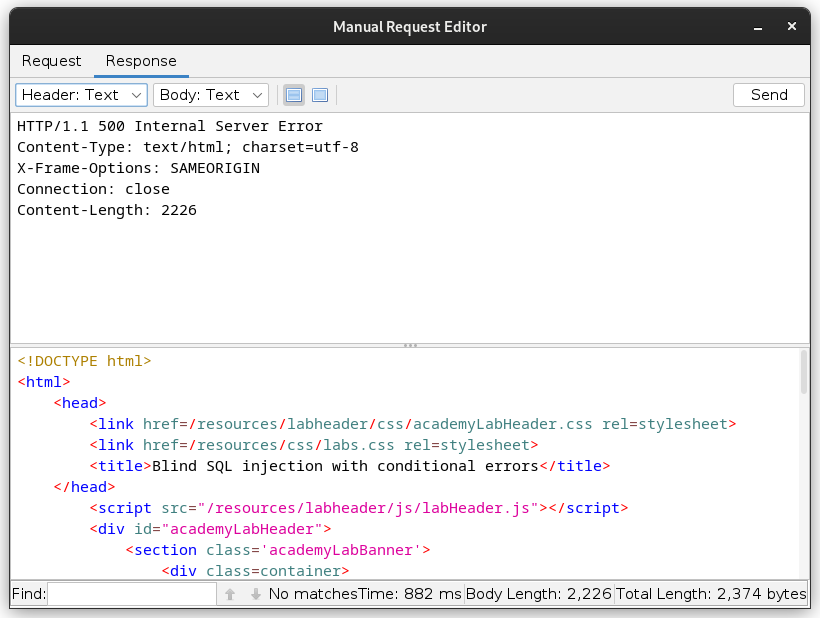 Manual Request Editor
Request Response
Header: Text Body: Text Send
HTTP/1.1 500 Internal Server Error
Content-Type: text/html; charset=utf-8
X-Frame-Options: SAMEORIGIN
Connection: close
Content-Length: 2226
<!DOCTYPE html>
<html>
    <head>
        <link href=/resources/labheader/css/academyLabHeader.css rel=stylesheet>
        <link href=/resources/css/labs.css rel=stylesheet>
        <title>Blind SQL injection with conditional errors</title>
    </head>
        <script src="/resources/labheader/js/labHeader.js"></script>
        <div id="academyLabHeader">
            <section class='academyLabBanner'>
                <div class=container>
Find: No matches Time: 882 ms Body Length: 2,226 Total Length: 2,374 bytes